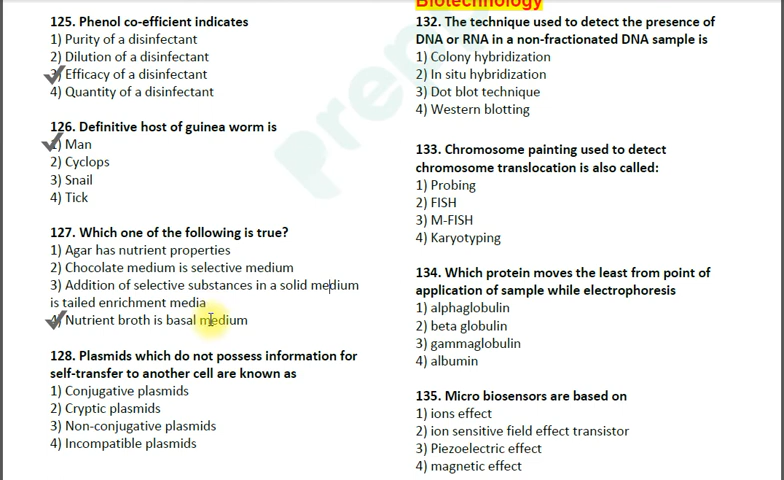 125. Phenol co-efficient indicates
1) Purity of a disinfectant
2) Dilution of a disinfectant
3) Efficacy of a disinfectant
4) Quantity of a disinfectant
126. Definitive host of guinea worm is
1) Man
2) Cyclops
3) Snail
4) Tick
127. Which one of the following is true?
1) Agar has nutrient properties
2) Chocolate medium is selective medium
3) Addition of selective substances in a solid medium
is tailed enrichment media
4) Nutrient broth is basal medium
128. Plasmids which do not possess information for
self-transfer to another cell are known as
1) Conjugative plasmids
2) Cryptic plasmids
3) Non-conjugative plasmids
4) Incompatible plasmids
Biotechnology
132. The technique used to detect the presence of
DNA or RNA in a non-fractionated DNA sample is
1) Colony hybridization
2) In situ hybridization
3) Dot blot technique
4) Western blotting
133. Chromosome painting used to detect
chromosome translocation is also called:
1) Probing
2) FISH
3) M-FISH
4) Karyotyping
134. Which protein moves the least from point of
application of sample while electrophoresis
1) alphaglobulin
2) beta globulin
3) gammaglobulin
4) albumin
135. Micro biosensors are based on
1) ions effect
2) ion sensitive field effect transistor
3) Piezoelectric effect
4) magnetic effect